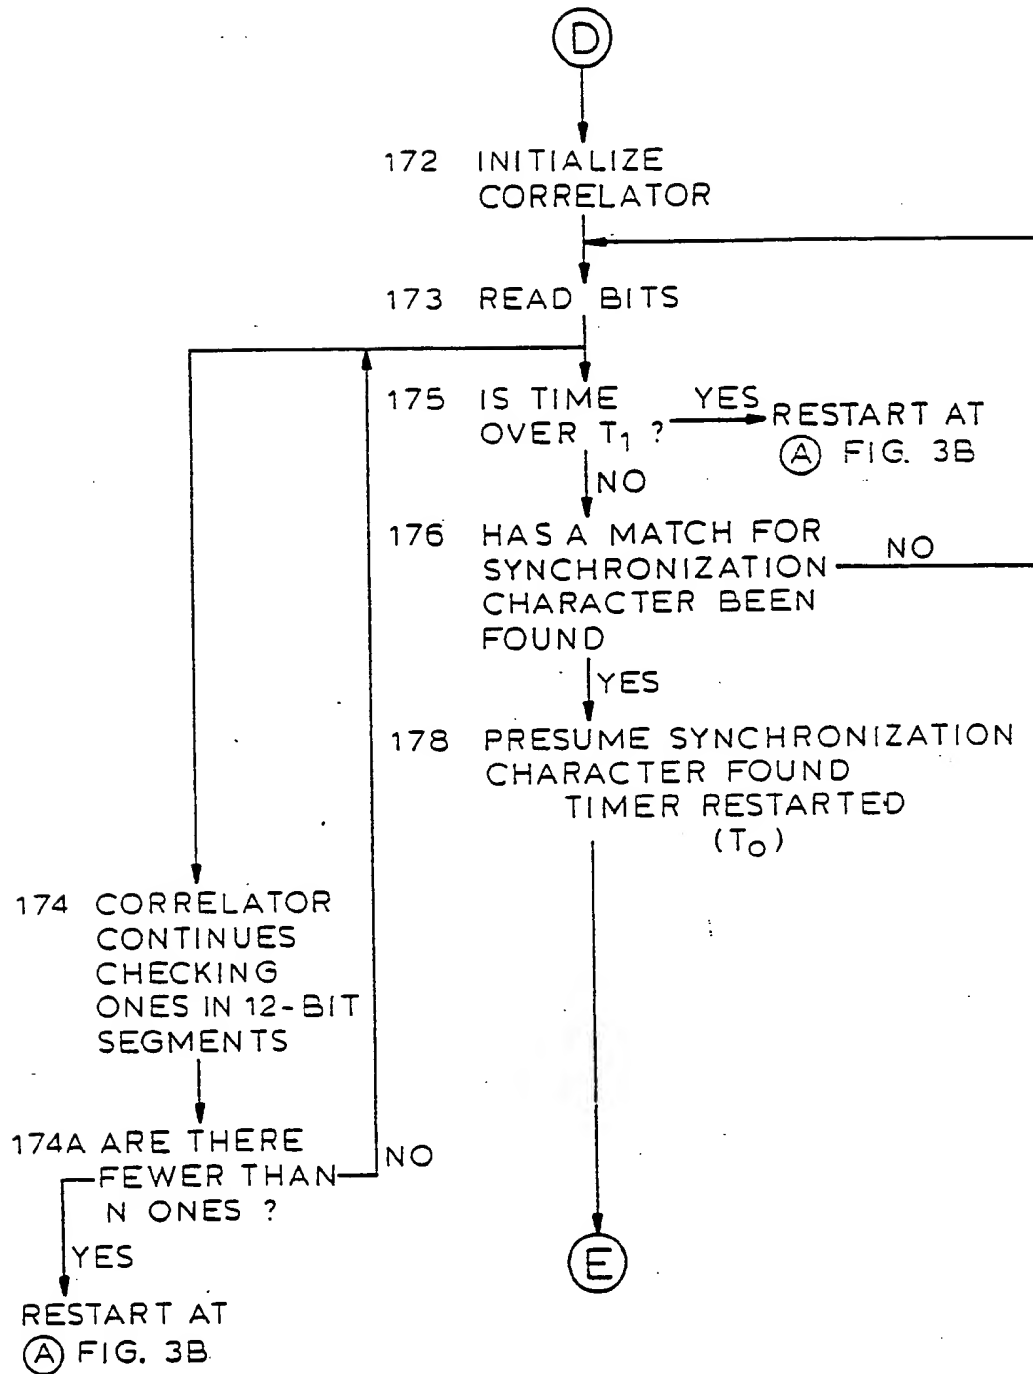 D
172 INITIALIZE
CORRELATOR
173 READ BITS
175 IS TIME
OVER T1 ?
YES
RESTART AT
A FIG. 3B
NO
176 HAS A MATCH FOR
SYNCHRONIZATION
CHARACTER BEEN
FOUND
NO
YES
178 PRESUME SYNCHRONIZATION
CHARACTER FOUND
TIMER RESTARTED
(TO)
174 CORRELATOR
CONTINUES
CHECKING
ONES IN 12-BIT
SEGMENTS
174A ARE THERE
FEWER THAN
N ONES ?
NO
YES
RESTART AT
A FIG. 3B
E